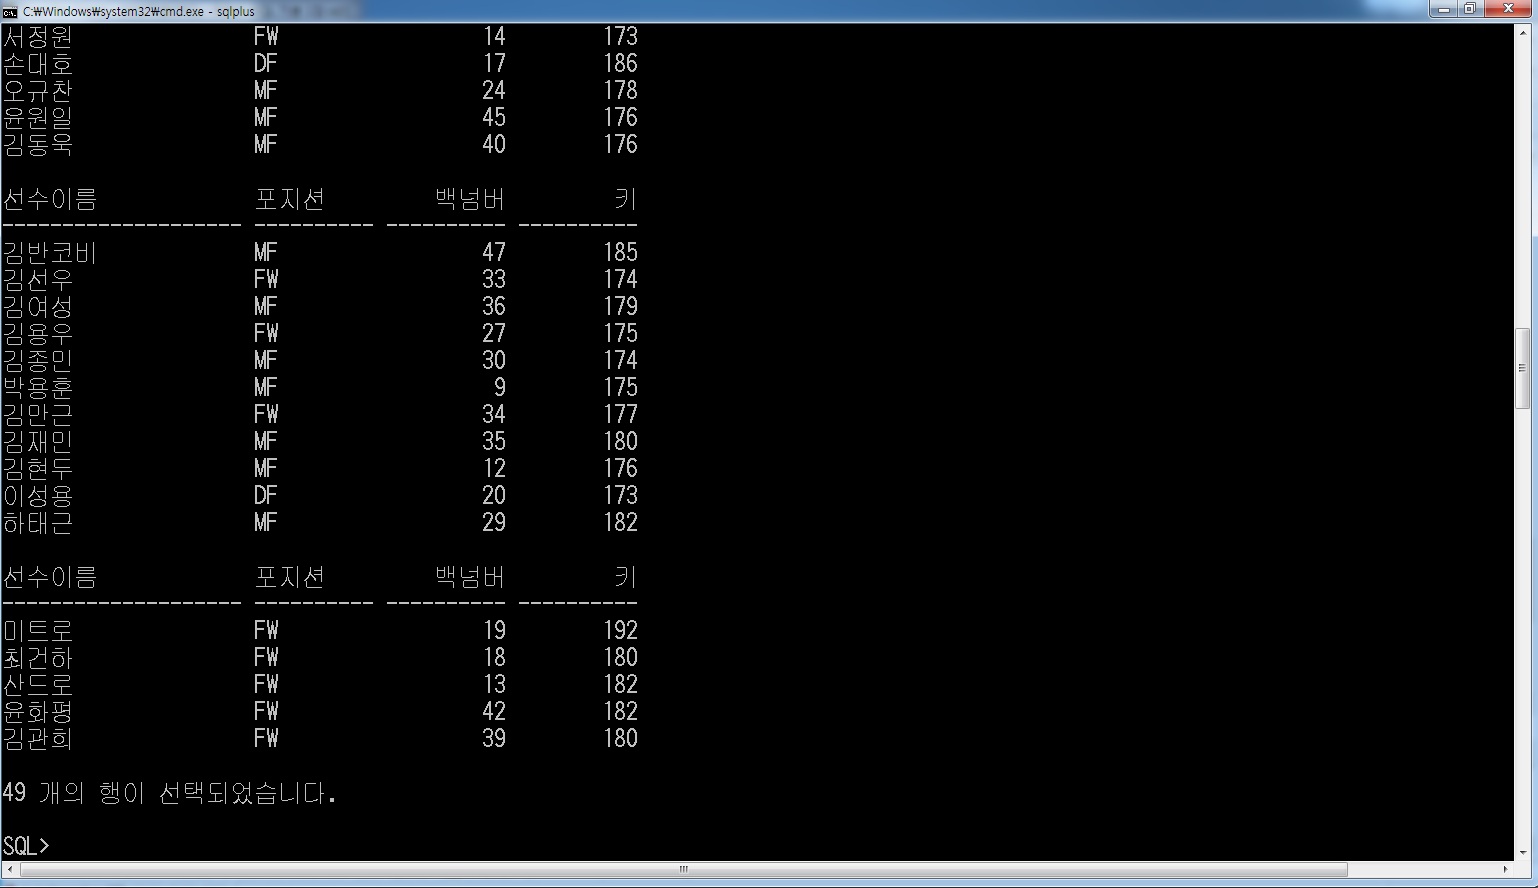 C:₩Windows₩system32₩cmd.exe - sqlplus
서정원 FW 14 173
손대호 DF 17 186
오규찬 MF 24 178
윤원일 MF 45 176
김동욱 MF 40 176
선수이름 포지션 백넘버 키
-------------------- ---------- ---------- ----------
김반코비 MF 47 185
김선우 FW 33 174
김여성 MF 36 179
김용우 FW 27 175
김종민 MF 30 174
박용훈 MF 9 175
김만근 FW 34 177
김재민 MF 35 180
김현두 MF 12 176
이성용 DF 20 173
하태근 MF 29 182
선수이름 포지션 백넘버 키
-------------------- ---------- ---------- ----------
미트로 FW 19 192
최건하 FW 18 180
산드로 FW 13 182
윤화평 FW 42 182
김관희 FW 39 180
49 개의 행이 선택되었습니다.
SQL>